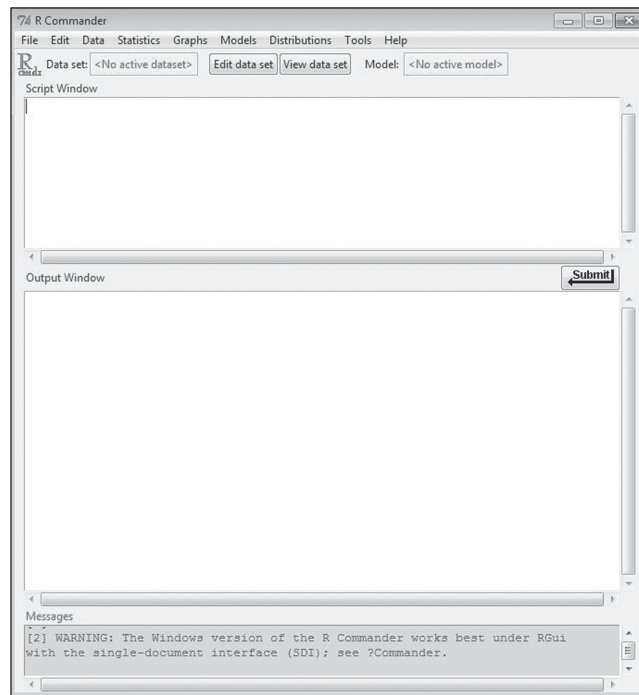 R Commander
File Edit Data Statistics Graphs Models Distributions Tools Help
R Data set: <No active dataset> Edit data set View data set Model: <No active model>
Script Window
Output Window
Submit
Messages
[2] WARNING: The Windows version of the R Commander works best under RGui
with the single-document interface (SDI); see ?Commander.